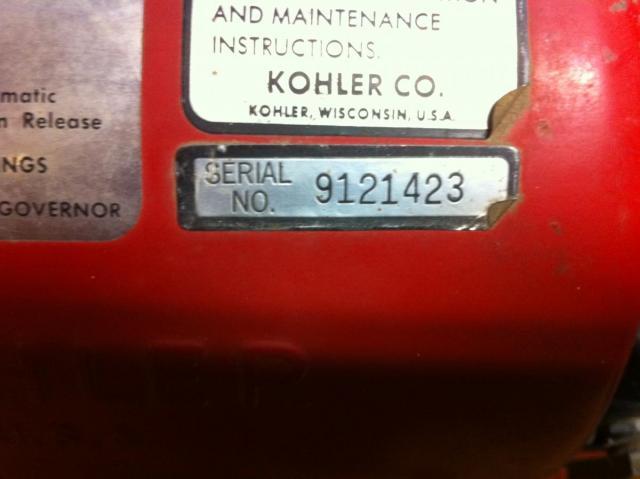 matic
Release
NGS
GOVERNOR
AND MAINTENANCE
INSTRUCTIONS.
KOHLER CO.
KOHLER, WISCONSIN, U.S.A.
SERIAL
NO. 9121423